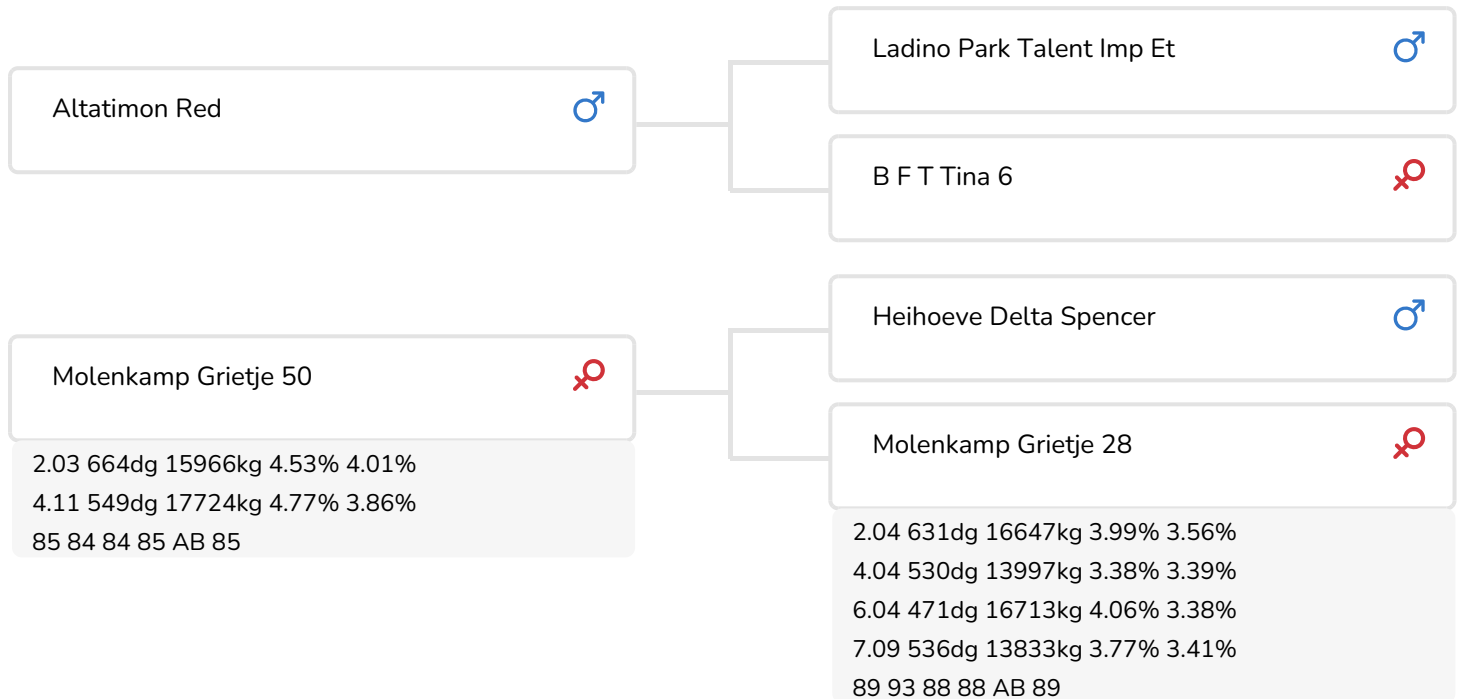 Ladino Park Talent Imp Et
Altatimon Red
B F T Tina 6
Heihoeve Delta Spencer
Molenkamp Grietje 50
2.03 664dg 15966kg 4.53% 4.01%
4.11 549dg 17724kg 4.77% 3.86%
85 84 84 85 AB 85
Molenkamp Grietje 28
2.04 631dg 16647kg 3.99% 3.56%
4.04 530dg 13997kg 3.38% 3.39%
6.04 471dg 16713kg 4.06% 3.38%
7.09 536dg 13833kg 3.77% 3.41%
89 93 88 88 AB 89